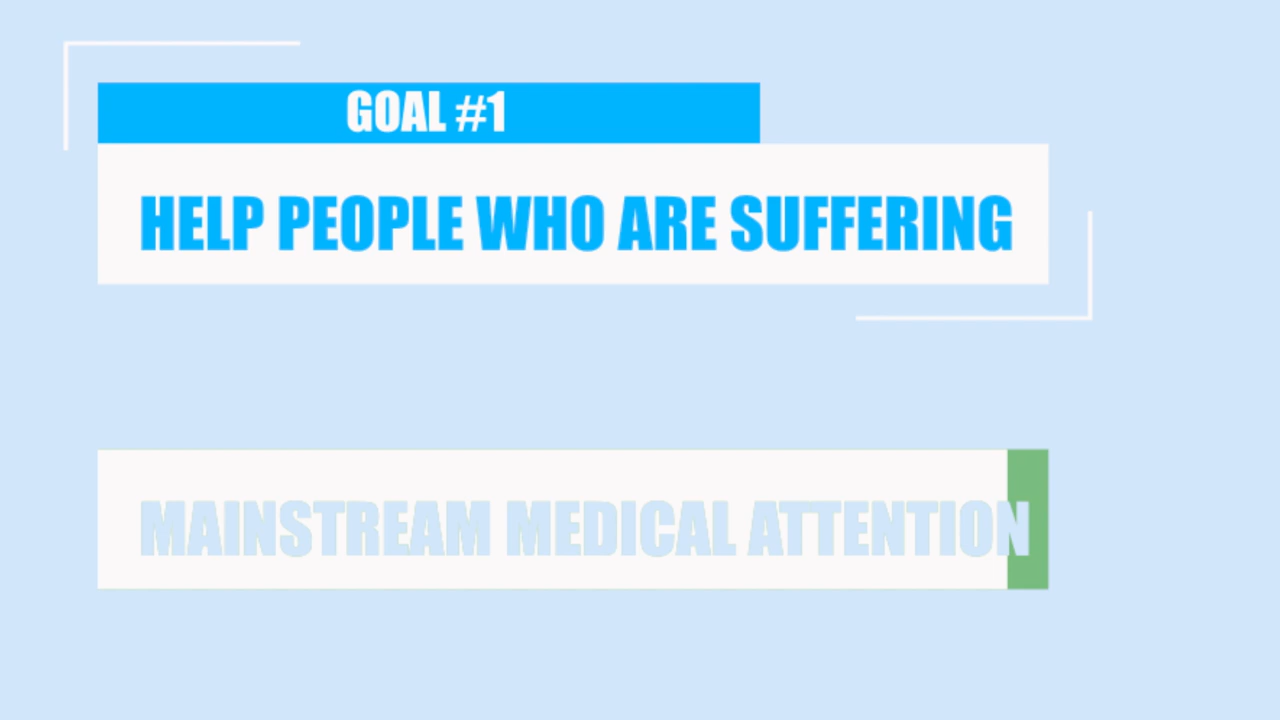 GOAL #1
HELP PEOPLE WHO ARE SUFFERING
MAINSTREAM MEDICAL ATTENTION